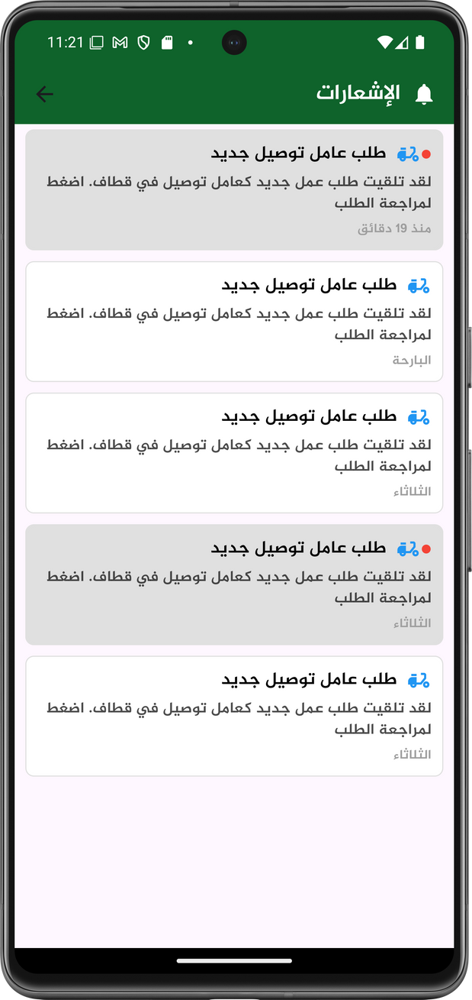 11:21
الإشعارات
طلب عامل توصيل جديد
لقد تلقيت طلب عمل جديد كعامل توصيل في قطاف. اضغط
لمراجعة الطلب
منذ 19 دقائق
طلب عامل توصيل جديد
لقد تلقيت طلب عمل جديد كعامل توصيل في قطاف. اضغط
لمراجعة الطلب
البارحة
طلب عامل توصيل جديد
لقد تلقيت طلب عمل جديد كعامل توصيل في قطاف. اضغط
لمراجعة الطلب
الثلاثاء
طلب عامل توصيل جديد
لقد تلقيت طلب عمل جديد كعامل توصيل في قطاف. اضغط
لمراجعة الطلب
الثلاثاء
طلب عامل توصيل جديد
لقد تلقيت طلب عمل جديد كعامل توصيل في قطاف. اضغط
لمراجعة الطلب
الثلاثاء